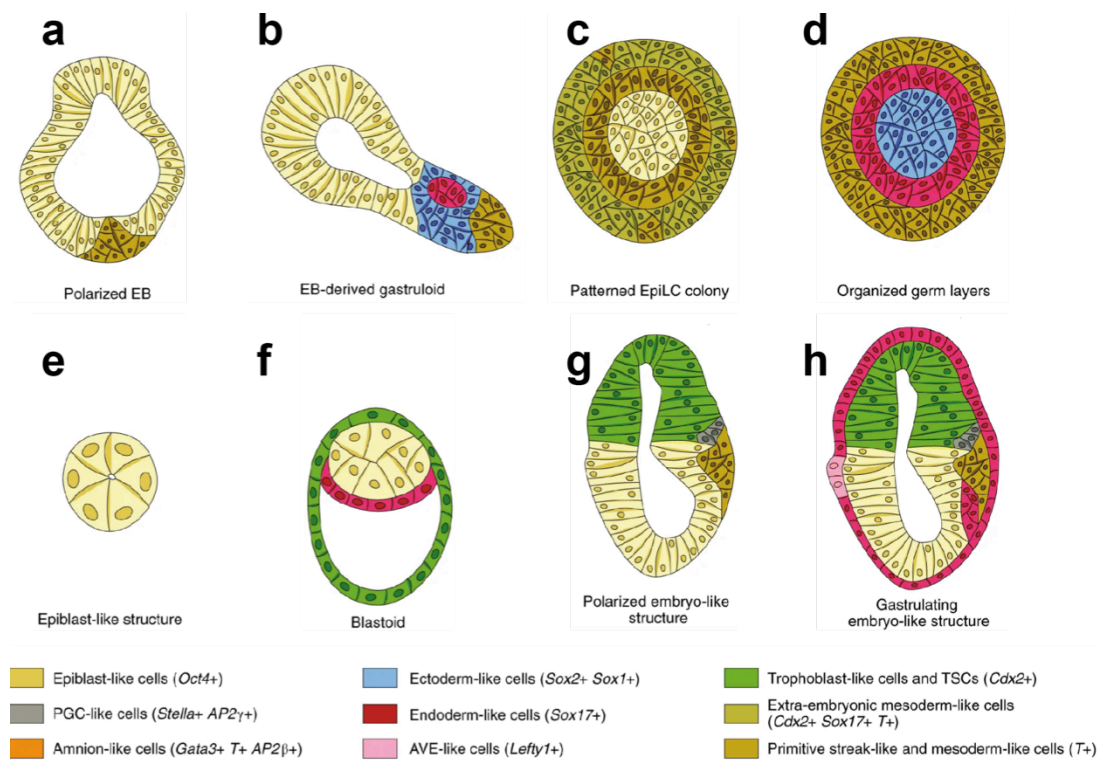 a
b
c
d
Polarized EB
EB-derived gastruloid
Patterned EpiLC colony
Organized germ layers
e
f
g
h
Epiblast-like structure
Blastoid
Polarized embryo-like
structure
Gastrulating
embryo-like structure
Epiblast-like cells (Oct4+)
PGC-like cells (Stella+ AP2γ+)
Amnion-like cells (Gata3+ T+ AP2β+)
Ectoderm-like cells (Sox2+ Sox1+)
Endoderm-like cells (Sox17+)
AVE-like cells (Lefty1+)
Trophoblast-like cells and TSCs (Cdx2+)
Extra-embryonic mesoderm-like cells
(Cdx2+ Sox17+ T+)
Primitive streak-like and mesoderm-like cells (T+)